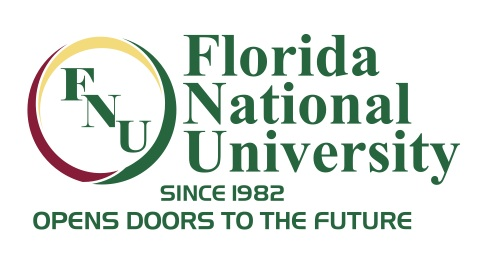 FNU
Florida
National
University
SINCE 1982
OPENS DOORS TO THE FUTURE